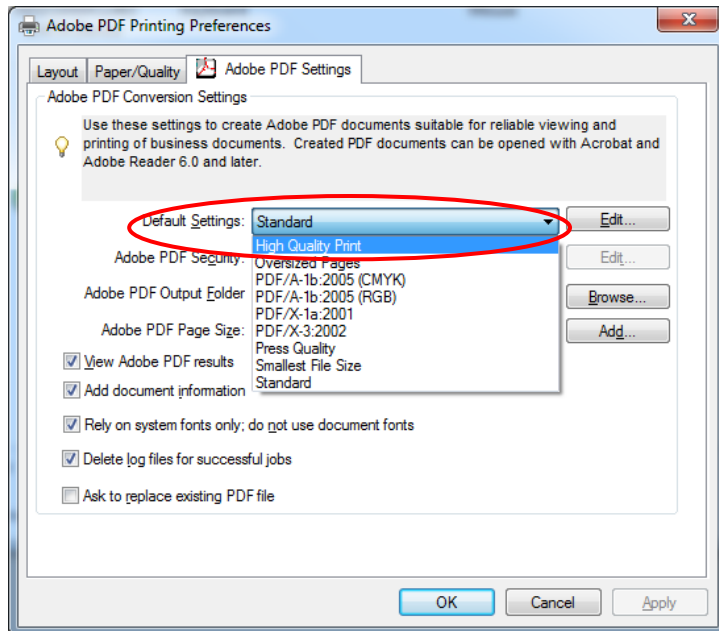 Adobe PDF Printing Preferences
Layout
Paper/Quality
Adobe PDF Settings
Adobe PDF Conversion Settings
Use these settings to create Adobe PDF documents suitable for reliable viewing and
printing of business documents. Created PDF documents can be opened with Acrobat and
Adobe Reader 6.0 and later.
Default Settings: Standard Edit...
High Quality Print
Adobe PDF Security: Oversized Pages Edit...
PDF/A-1b:2005 (CMYK)
Adobe PDF Output Folder PDF/A-1b:2005 (RGB) Browse...
PDF/X-1a:2001
Adobe PDF Page Size: PDF/X-3:2002 Add...
Press Quality
View Adobe PDF results Smallest File Size
Add document information Standard
Rely on system fonts only; do not use document fonts
Delete log files for successful jobs
Ask to replace existing PDF file
OK Cancel Apply